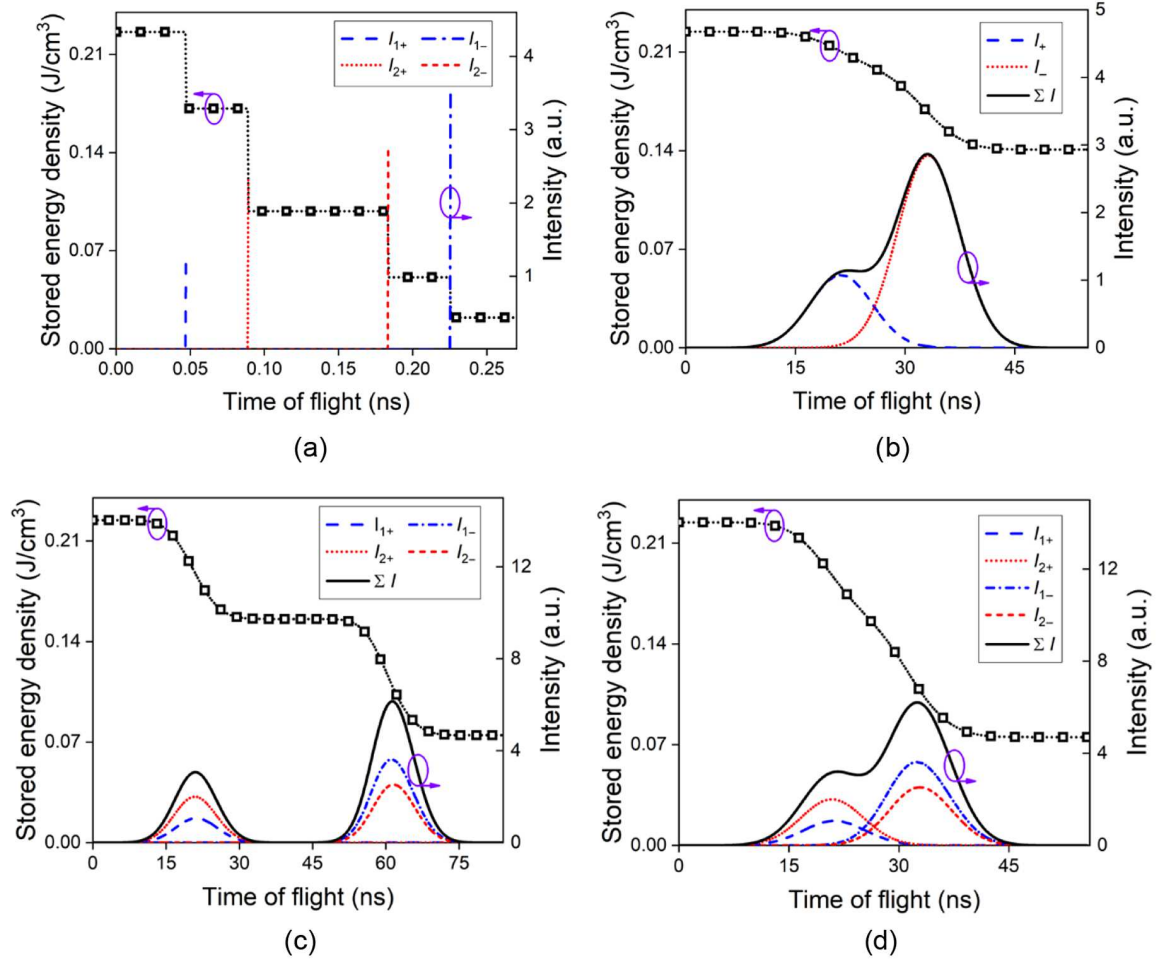 Stored energy density (J/cm³)
0.21
0.14
0.07
0.00
0.00 0.05 0.10 0.15 0.20 0.25
Time of flight (ns)
I1+ I1−
I2+ I2−
4
3
2
1
0
Intensity (a.u.)
(a)
Stored energy density (J/cm³)
0.21
0.14
0.07
0.00
0 15 30 45
Time of flight (ns)
I+
I−
Σ I
5
4
3
2
1
0
Intensity (a.u.)
(b)
Stored energy density (J/cm³)
0.21
0.14
0.07
0.00
0 15 30 45 60 75
Time of flight (ns)
I1+ I1−
I2+ I2−
Σ I
12
8
4
0
Intensity (a.u.)
(c)
Stored energy density (J/cm³)
0.21
0.14
0.07
0.00
0 15 30 45
Time of flight (ns)
I1+
I2+
I1−
I2−
Σ I
12
8
4
0
Intensity (a.u.)
(d)